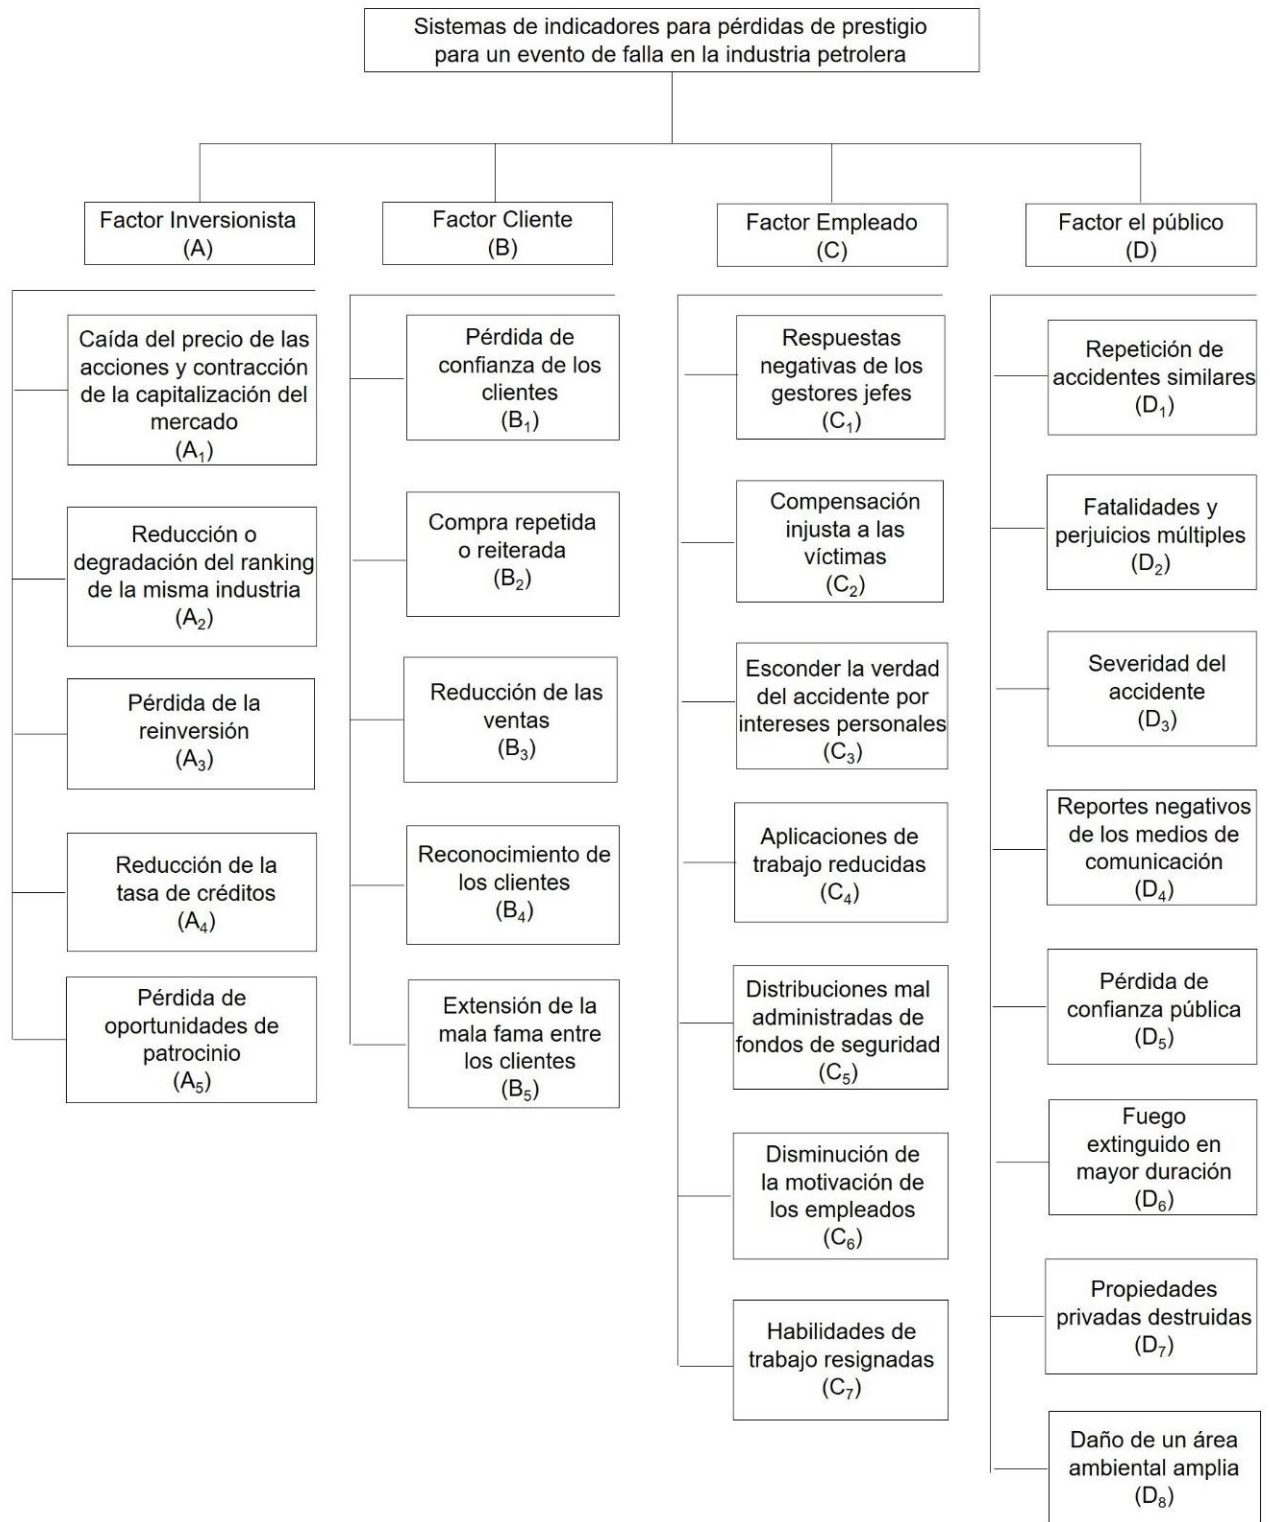 Sistemas de indicadores para pérdidas de prestigio
para un evento de falla en la industria petrolera
Factor Inversionista
(A)
Caída del precio de las
acciones y contracción
de la capitalización del
mercado
(A₁)
Reducción o
degradación del ranking
de la misma industria
(A₂)
Pérdida de la
reinversión
(A₃)
Reducción de la
tasa de créditos
(A₄)
Pérdida de
oportunidades de
patrocinio
(A₅)
Factor Cliente
(B)
Pérdida de
confianza de los
clientes
(B₁)
Compra repetida
o reiterada
(B₂)
Reducción de las
ventas
(B₃)
Reconocimiento de
los clientes
(B₄)
Extensión de la
mala fama entre
los clientes
(B₅)
Factor Empleado
(C)
Respuestas
negativas de los
gestores jefes
(C₁)
Compensación
injusta a las
víctimas
(C₂)
Esconder la verdad
del accidente por
intereses personales
(C₃)
Aplicaciones de
trabajo reducidas
(C₄)
Distribuciones mal
administradas de
fondos de seguridad
(C₅)
Disminución de
la motivación de
los empleados
(C₆)
Habilidades de
trabajo resignadas
(C₇)
Factor el público
(D)
Repetición de
accidentes similares
(D₁)
Fatalidades y
perjuicios múltiples
(D₂)
Severidad del
accidente
(D₃)
Reportes negativos
de los medios de
comunicación
(D₄)
Pérdida de
confianza pública
(D₅)
Fuego
extinguido en
mayor duración
(D₆)
Propiedades
privadas destruidas
(D₇)
Daño de un área
ambiental amplia
(D₈)